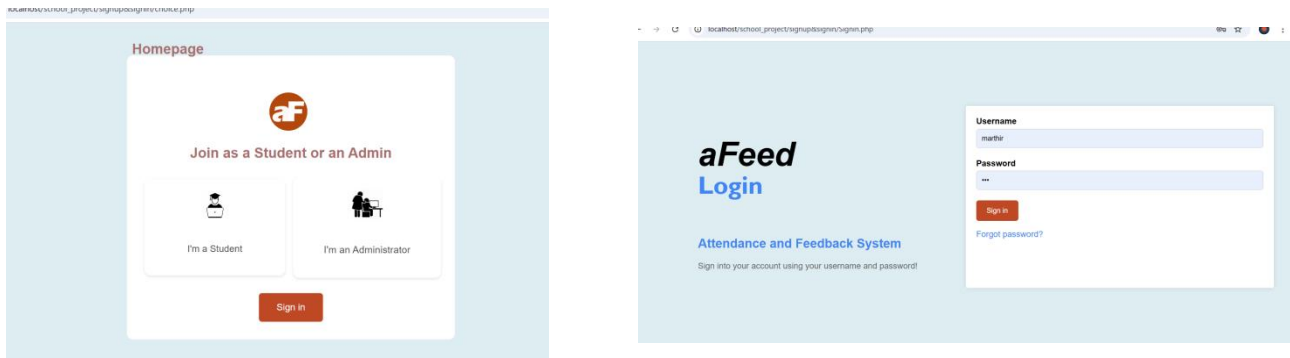 localhost/school_project/signup&signin/choice.php
Homepage
aF
Join as a Student or an Admin
I'm a Student
I'm an Administrator
Sign in
localhost/school_project/signup&signin/Signin.php
aFeed
Login
Attendance and Feedback System
Sign into your account using your username and password!
Username
marthir
Password
•••
Sign in
Forgot password?